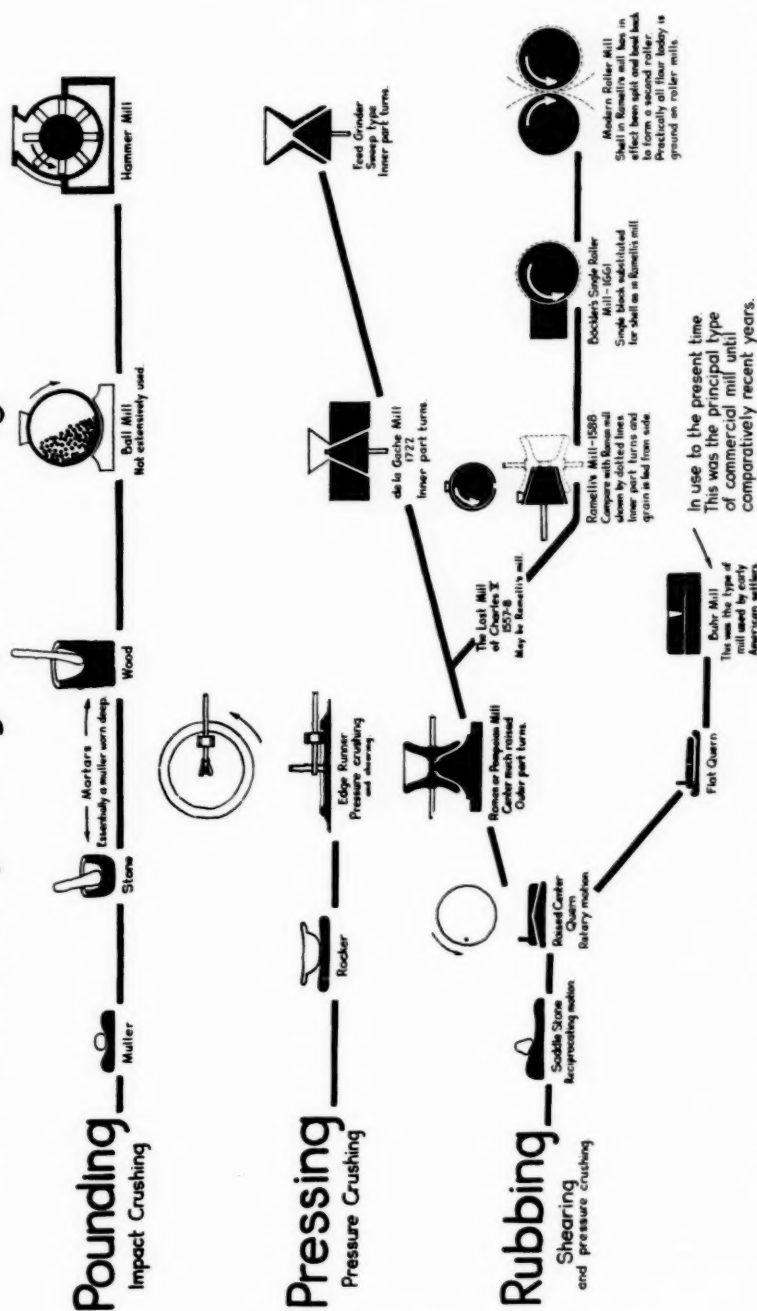 Pounding
Impact Crushing
Muller
Stone
← Mortars →
Essentially a muller worn deep.
Wood
Ball Mill
Not extensively used.
Hammer Mill
Pressing
Pressure Crushing
Rocker
Edge Runner
Pressure crushing
and shearing.
Rubbing
Shearing
and pressure crushing.
Saddle Stone
Reciprocating motion
Raised Center
Quern
Rotary motion
Roman or Pompeian Mill
Center much raised
Outer part turns.
de la Gache Mill
1722
Inner part turns.
Feed Grinder
Sweep type
Inner part turns.
The Lost Mill
of Charles V
1557-8
May be Ramelli's mill.
Ramelli's Mill-1588
Compare with Roman mill
shown by dotted lines.
Inner part turns and
grain is fed from side.
Böckler's Single Roller
Mill-1661
Single block substituted
for shell as in Ramelli's mill.
Modern Roller Mill
Shell in Ramelli's mill has in
effect been split and bent back
to form a second roller.
Practically all flour today is
ground on roller mills.
Flat Quern
Buhr Mill
This was the type of
mill used by early
American settlers
In use to the present time.
This was the principal type
of commercial mill until
comparatively recent years.